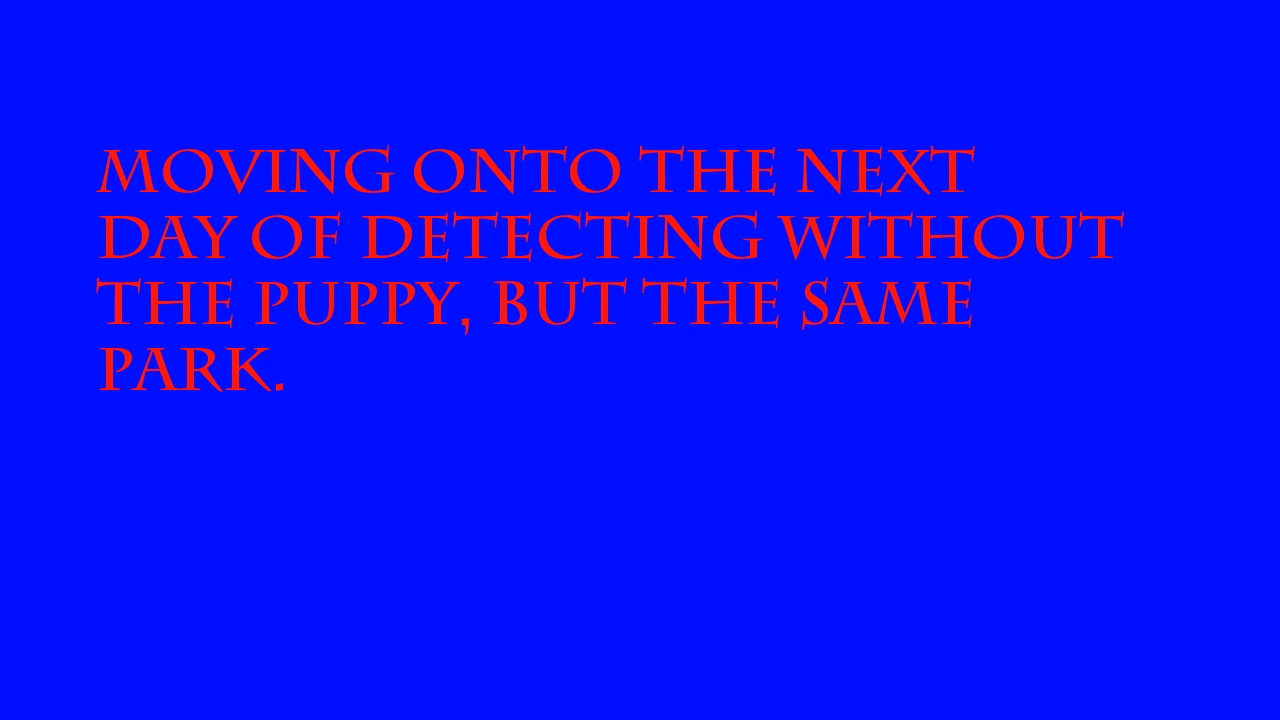 MOVING ONTO THE NEXT
DAY OF DETECTING WITHOUT
THE PUPPY, BUT THE SAME
PARK.